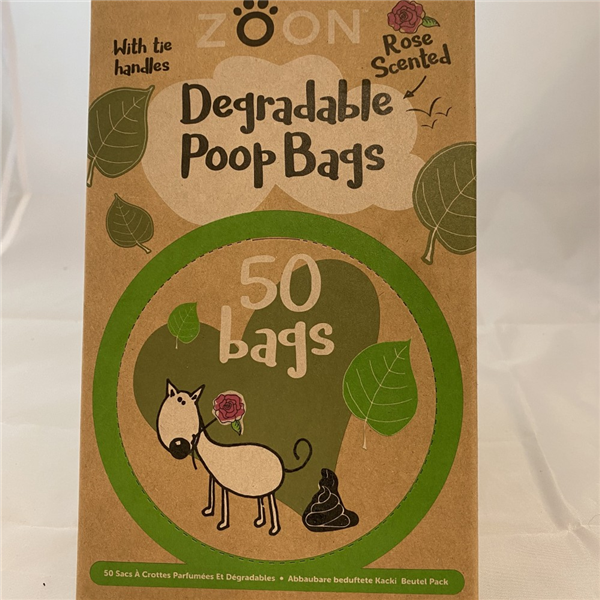 ZOON™
With tie
handles
Rose
Scented
Degradable
Poop Bags
50
bags
50 Sacs À Crottes Parfumées Et Dégradables • Abbaubare beduftete Kacki Beutel Pack